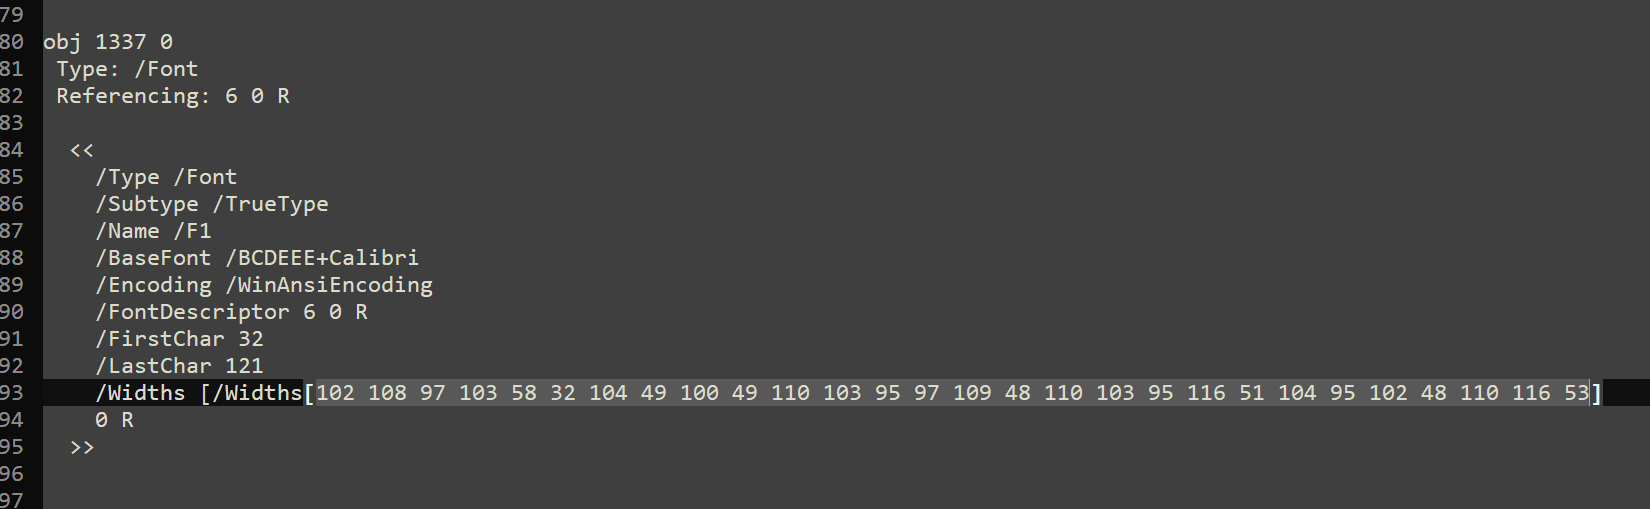 79
80 obj 1337 0
81 Type: /Font
82 Referencing: 6 0 R
83
84 <<
85 /Type /Font
86 /Subtype /TrueType
87 /Name /F1
88 /BaseFont /BCDEEE+Calibri
89 /Encoding /WinAnsiEncoding
90 /FontDescriptor 6 0 R
91 /FirstChar 32
92 /LastChar 121
93 /Widths [/Widths[102 108 97 103 58 32 104 49 100 49 110 103 95 97 109 48 110 103 95 116 51 104 95 102 48 110 116 53]
94 0 R
95 >>
96
97